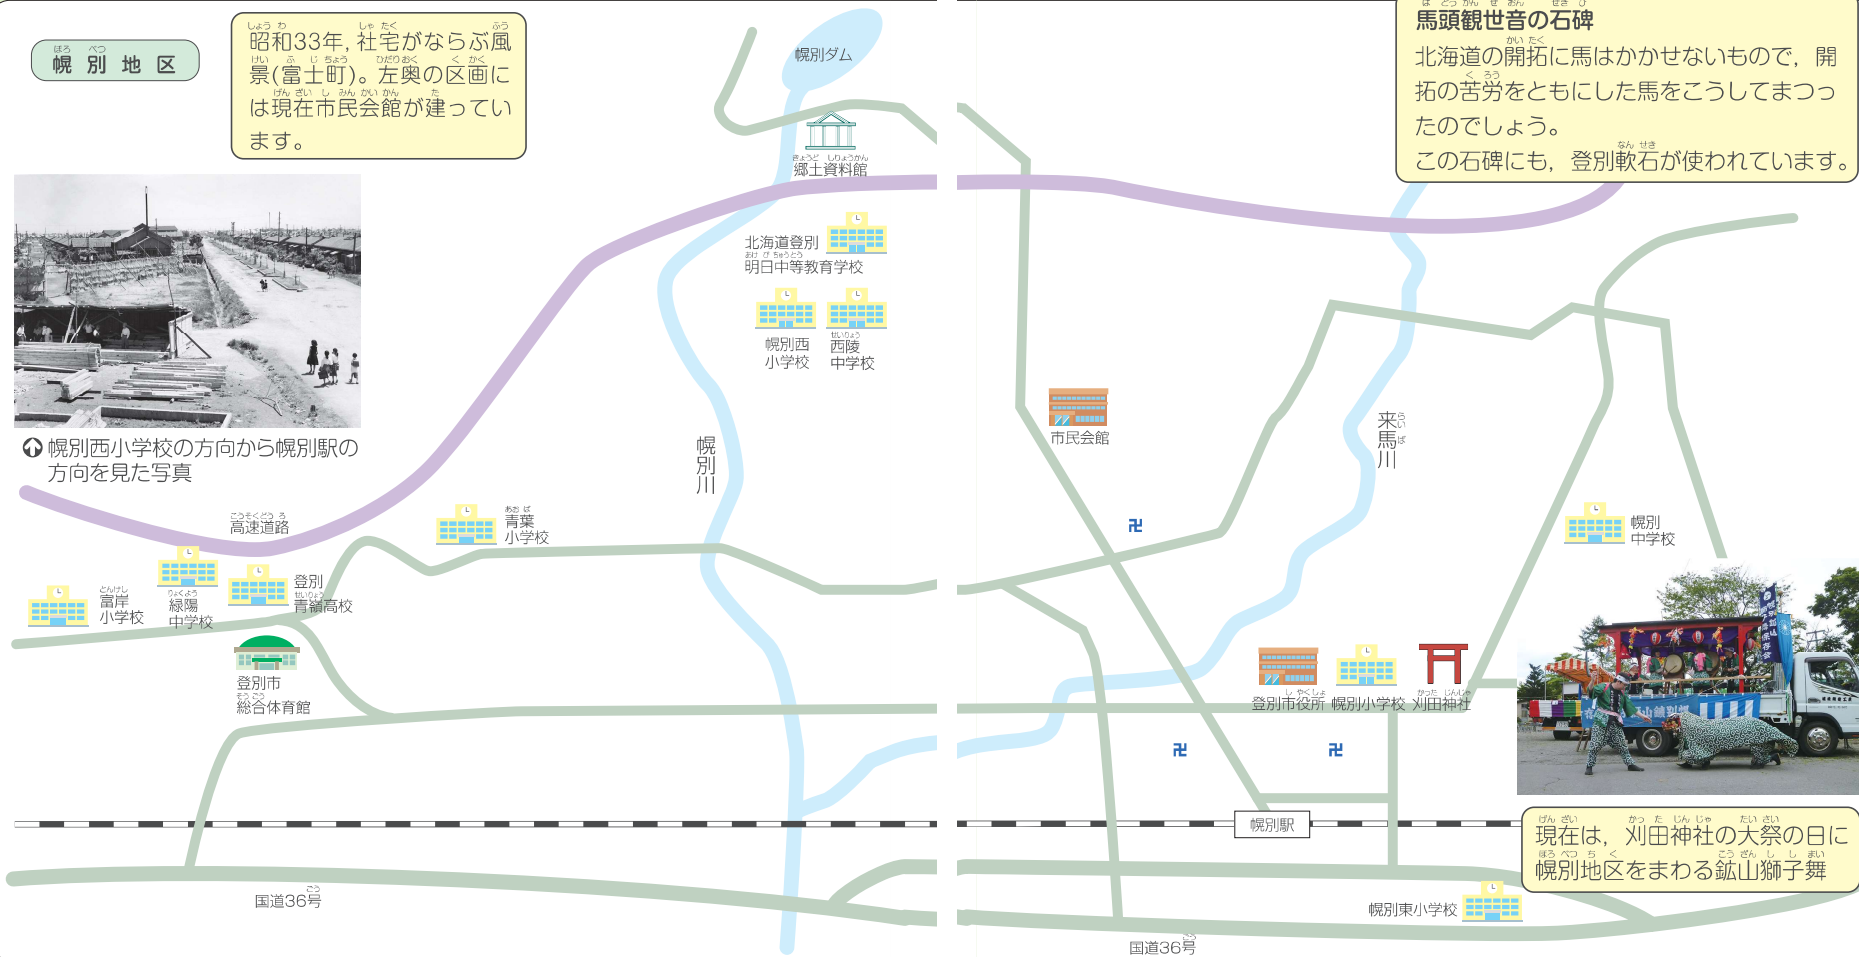 幌別地区
昭和33年,社宅がならぶ風
景(富士町)。左奥の区画に
は現在市民会館が建ってい
ます。
幌別西小学校の方向から幌別駅の
方向を見た写真
高速道路
富岸
小学校
緑陽
中学校
登別
青嶺高校
登別市
総合体育館
青葉
小学校
国道36号
幌別ダム
郷土資料館
北海道登別
明日中等教育学校
幌別西
小学校
西陵
中学校
幌別川
馬頭観世音の石碑
北海道の開拓に馬はかかせないもので,開
拓の苦労をともにした馬をこうしてまつっ
たのでしょう。
この石碑にも,登別軟石が使われています。
市民会館
来馬川
幌別
中学校
登別市役所
幌別小学校
刈田神社
幌別駅
現在は,刈田神社の大祭の日に
幌別地区をまわる鉱山獅子舞
幌別東小学校
国道36号